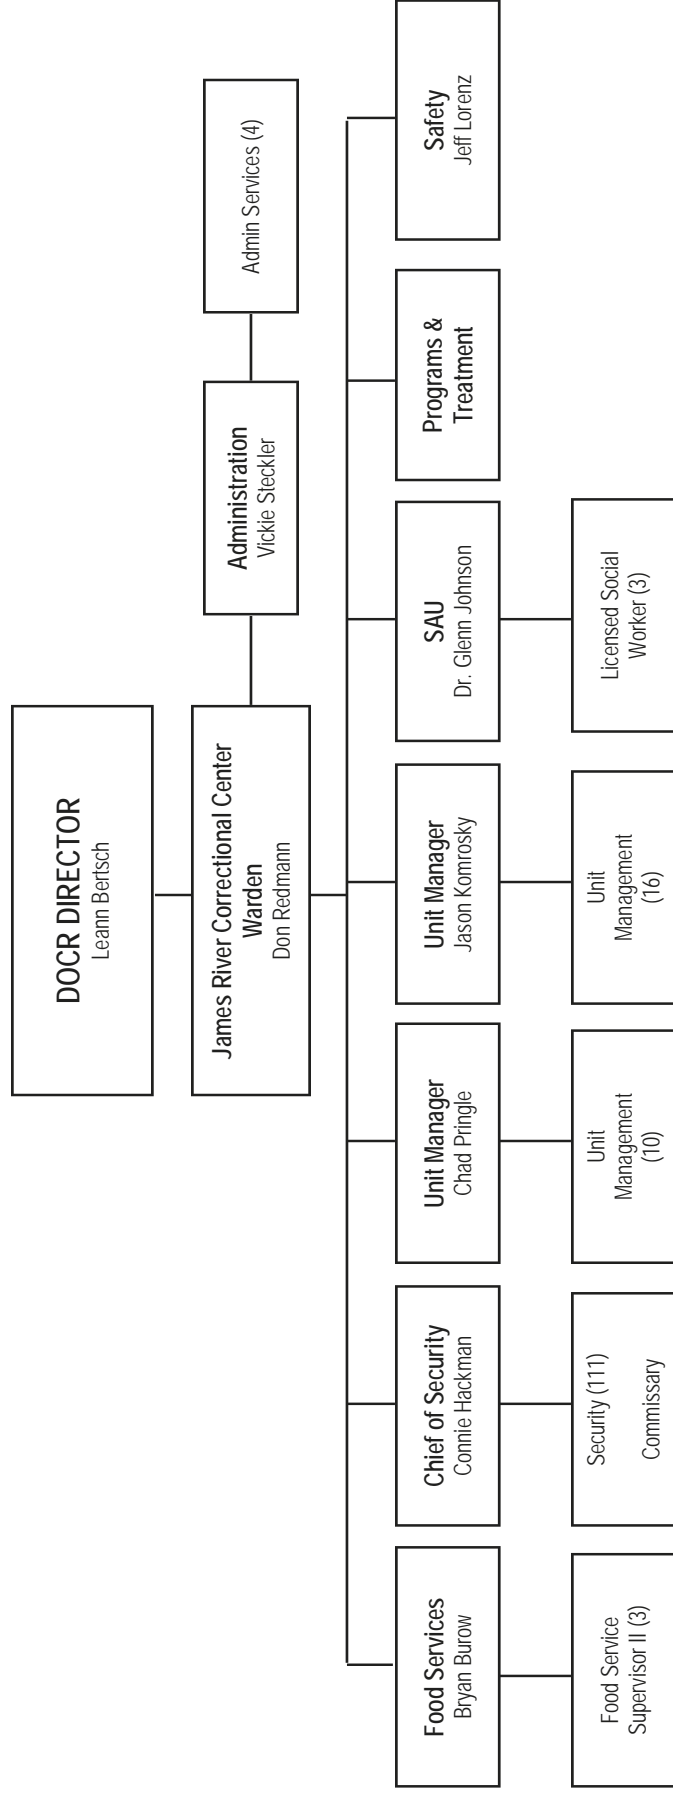 DOCR DIRECTOR
Leann Bertsch
James River Correctional Center
Warden
Don Redmann
Administration
Vickie Steckler
Admin Services (4)
Food Services
Bryan Burow
Chief of Security
Connie Hackman
Unit Manager
Chad Pringle
Unit Manager
Jason Komrosky
SAU
Dr. Glenn Johnson
Programs &
Treatment
Safety
Jeff Lorenz
Food Service
Supervisor II (3)
Security (111)
Commissary
Unit
Management
(10)
Unit
Management
(16)
Licensed Social
Worker (3)